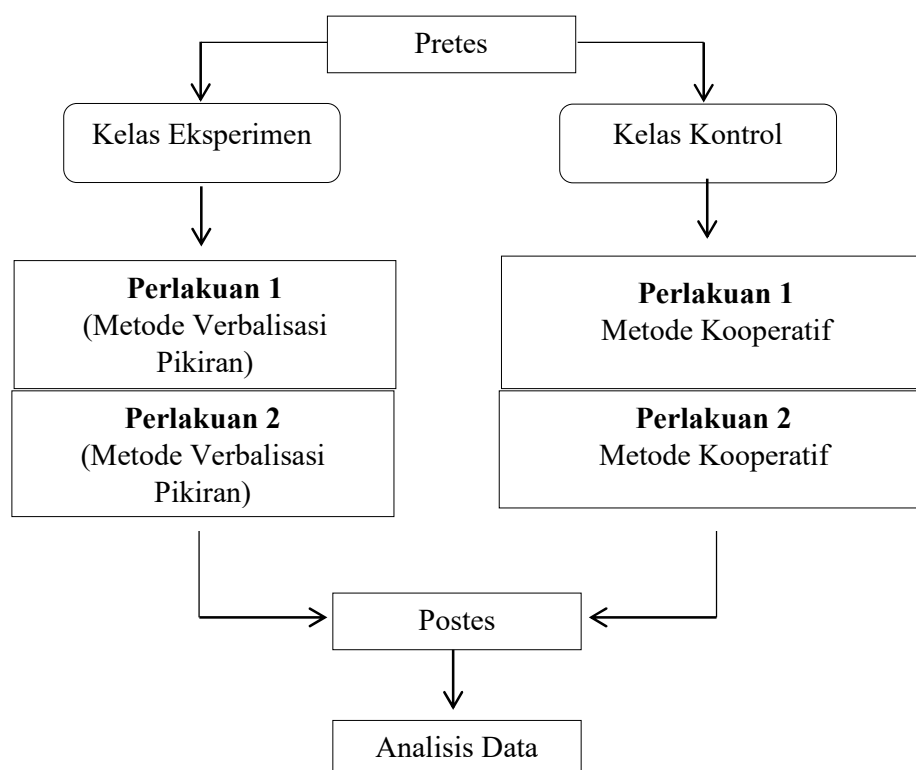 Pretes
Kelas Eksperimen
Kelas Kontrol
Perlakuan 1
(Metode Verbalisasi
Pikiran)
Perlakuan 2
(Metode Verbalisasi
Pikiran)
Perlakuan 1
Metode Kooperatif
Perlakuan 2
Metode Kooperatif
Postes
Analisis Data